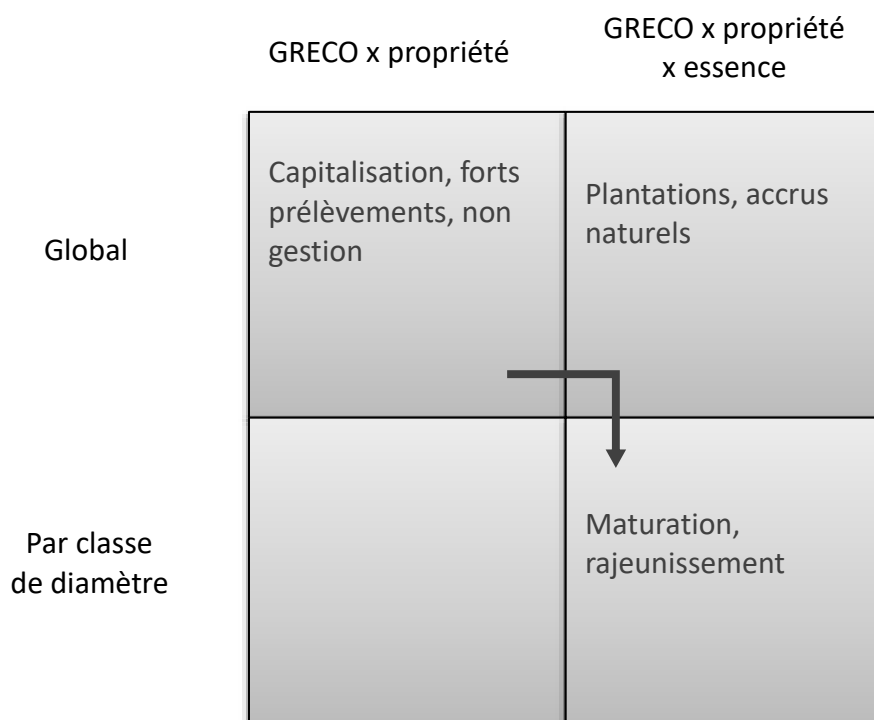 GRECO x propriété
GRECO x propriété
x essence
Global
Capitalisation, forts
prélèvements, non
gestion
Plantations, accrus
naturels
Par classe
de diamètre
Maturation,
rajeunissement